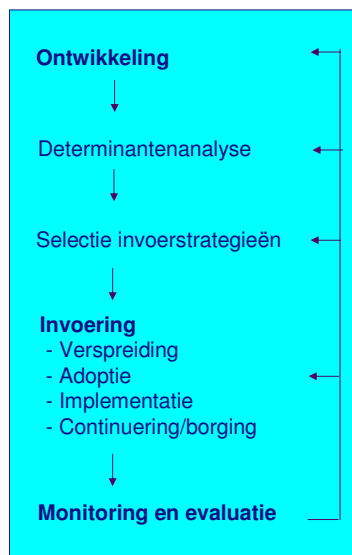 Ontwikkeling
Determinantenanalyse
Selectie invoerstrategieën
Invoering
- Verspreiding
- Adoptie
- Implementatie
- Continuering/borging
Monitoring en evaluatie